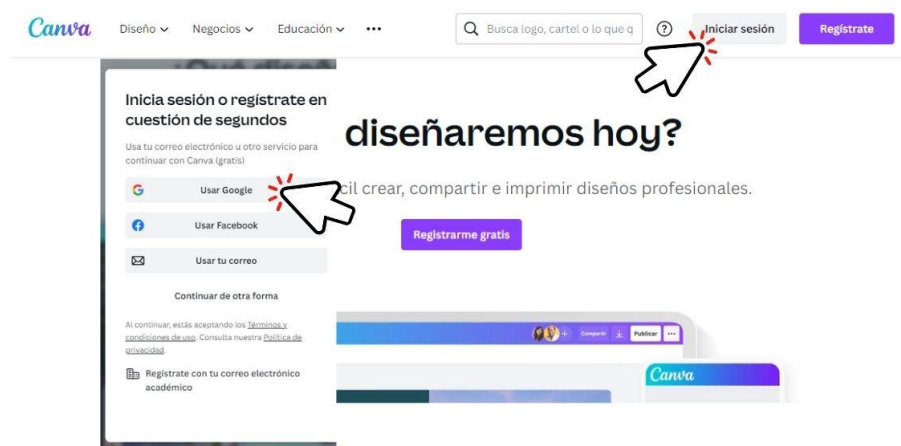 Canva
Diseño
Negocios
Educación
Busca logo, cartel o lo que q
Iniciar sesión
Regístrate
Inicia sesión o regístrate en
cuestión de segundos
Usa tu correo electrónico u otro servicio para
continuar con Canva (gratis)
Usar Google
Usar Facebook
Usar tu correo
Continuar de otra forma
Al continuar, estás aceptando los Términos y
condiciones de uso. Consulta nuestra Política de
privacidad.
Regístrate con tu correo electrónico
académico
diseñaremos hoy?
cil crear, compartir e imprimir diseños profesionales.
Registrarme gratis
Compartir
Publicar
Canva